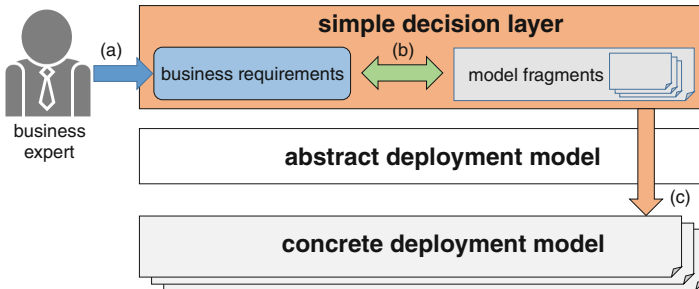 simple decision layer
(a)
(b)
business requirements
model fragments
business
expert
abstract deployment model
(c)
concrete deployment model